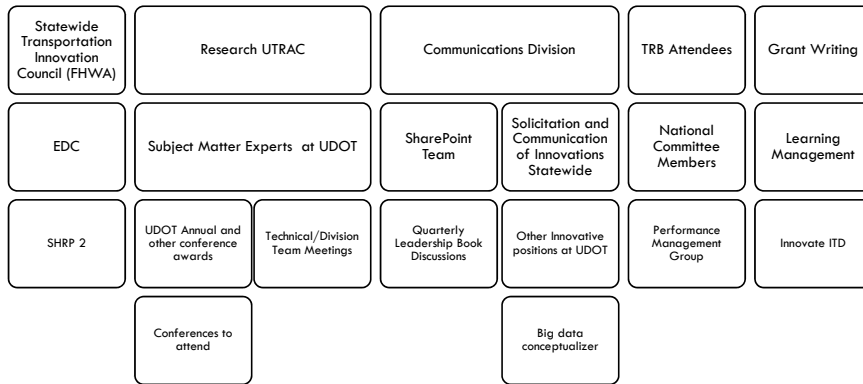 Statewide
Transportation
Innovation
Council (FHWA)
Research UTRAC
Communications Division
TRB Attendees
Grant Writing
EDC
Subject Matter Experts at UDOT
SharePoint
Team
Solicitation and
Communication
of Innovations
Statewide
National
Committee
Members
Learning
Management
SHRP 2
UDOT Annual and
other conference
awards
Technical/Division
Team Meetings
Quarterly
Leadership Book
Discussions
Other Innovative
positions at UDOT
Performance
Management
Group
Innovate ITD
Conferences to
attend
Big data
conceptualizer